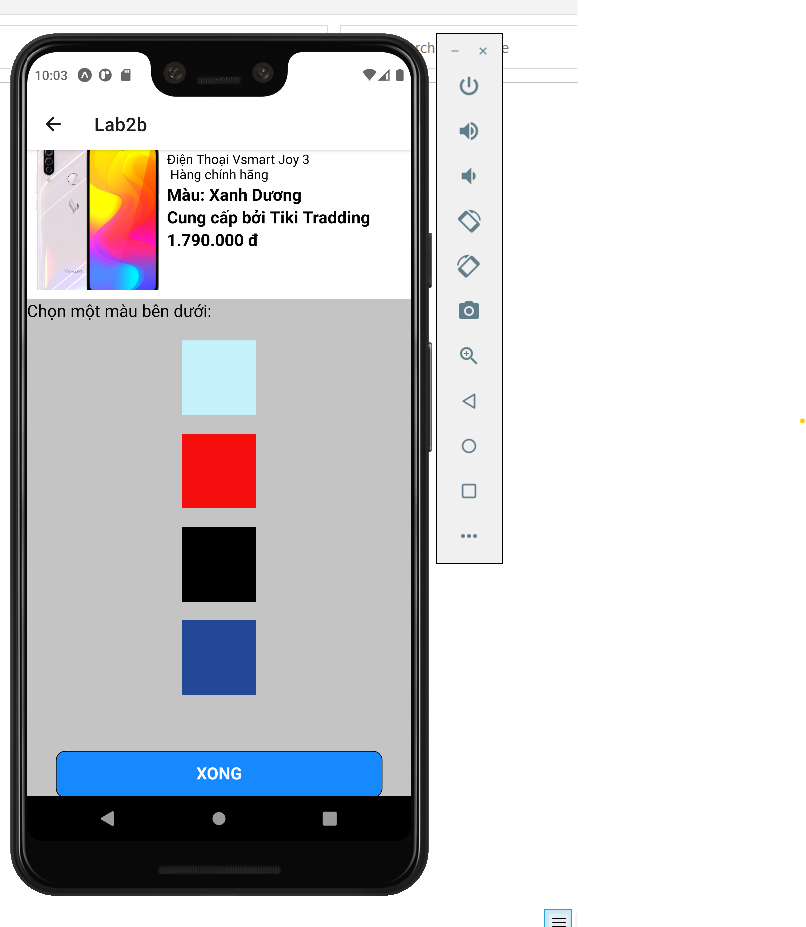 rch
e
10:03
Lab2b
Điện Thoại Vsmart Joy 3
Hàng chính hãng
Màu: Xanh Dương
Cung cấp bởi Tiki Tradding
1.790.000 đ
VSMART
Chọn một màu bên dưới:
XONG